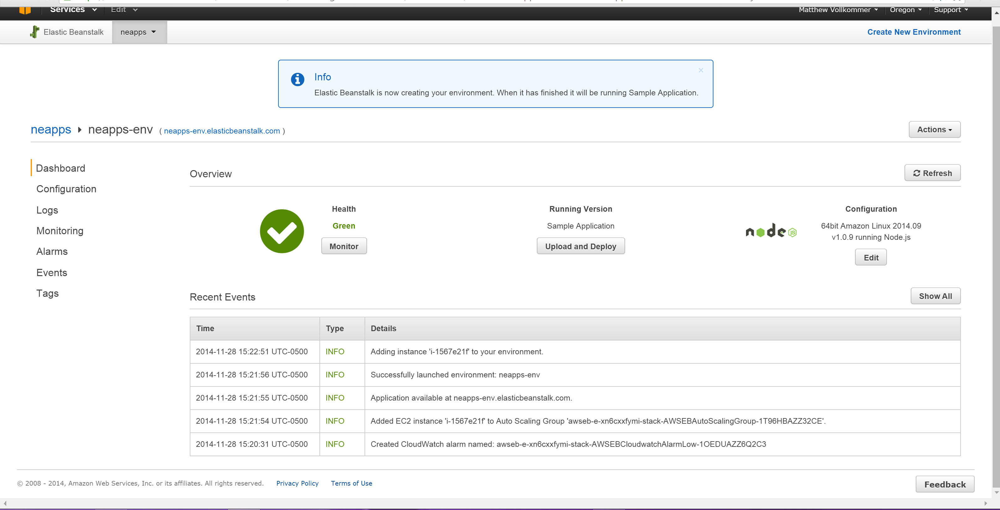 Services Edit Matthew Vollkommer Oregon Support
Elastic Beanstalk neapps Create New Environment
Info
Elastic Beanstalk is now creating your environment. When it has finished it will be running Sample Application.
neapps neapps-env ( neapps-env.elasticbeanstalk.com ) Actions
Dashboard
Configuration
Logs
Monitoring
Alarms
Events
Tags
Overview Refresh
Health
Green
Monitor
Running Version
Sample Application
Upload and Deploy
node JS
Configuration
64bit Amazon Linux 2014.09
v1.0.9 running Node.js
Edit
Recent Events Show All
Time Type Details
2014-11-28 15:22:51 UTC-0500 INFO Adding instance 'i-1567e21f' to your environment.
2014-11-28 15:21:56 UTC-0500 INFO Successfully launched environment: neapps-env
2014-11-28 15:21:55 UTC-0500 INFO Application available at neapps-env.elasticbeanstalk.com.
2014-11-28 15:21:54 UTC-0500 INFO Added EC2 instance 'i-1567e21f' to Auto Scaling Group 'awseb-e-xn6cxxfymi-stack-AWSEBAutoScalingGroup-1T96HBAZZ32CE'.
2014-11-28 15:20:31 UTC-0500 INFO Created CloudWatch alarm named: awseb-e-xn6cxxfymi-stack-AWSEBCloudwatchAlarmLow-1OEDUAZZ6Q2C3
© 2008 - 2014, Amazon Web Services, Inc. or its affiliates. All rights reserved. Privacy Policy Terms of Use Feedback